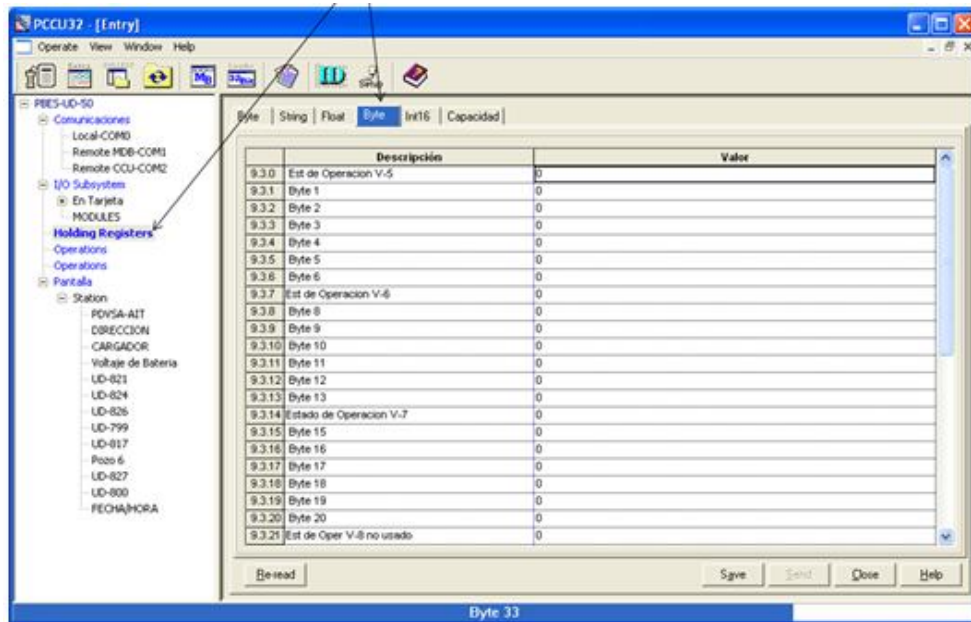 PCCU32 - [Entry]
Operate View Window Help
ID
Setup
PBES-UD-50
Comunicaciones
Local-COM0
Remote MDB-COM1
Remote CCU-COM2
I/O Subsystem
En Tarjeta
MODULES
Holding Registers
Operations
Operations
Pantalla
Station
PDVSA-AIT
DIRECCION
CARGADOR
Voltaje de Bateria
UD-821
UD-824
UD-826
UD-799
UD-817
Pozo 6
UD-827
UD-800
FECHA/HORA
Byte String Float Byte Int16 Capacidad
Descripción Valor
9.3.0 Est de Operacion V-5 0
9.3.1 Byte 1 0
9.3.2 Byte 2 0
9.3.3 Byte 3 0
9.3.4 Byte 4 0
9.3.5 Byte 5 0
9.3.6 Byte 6 0
9.3.7 Est de Operacion V-6 0
9.3.8 Byte 8 0
9.3.9 Byte 9 0
9.3.10 Byte 10 0
9.3.11 Byte 11 0
9.3.12 Byte 12 0
9.3.13 Byte 13 0
9.3.14 Estado de Operacion V-7 0
9.3.15 Byte 15 0
9.3.16 Byte 16 0
9.3.17 Byte 17 0
9.3.18 Byte 18 0
9.3.19 Byte 19 0
9.3.20 Byte 20 0
9.3.21 Est de Oper V-8 no usado 0
Re-read Save Send Close Help
Byte 33